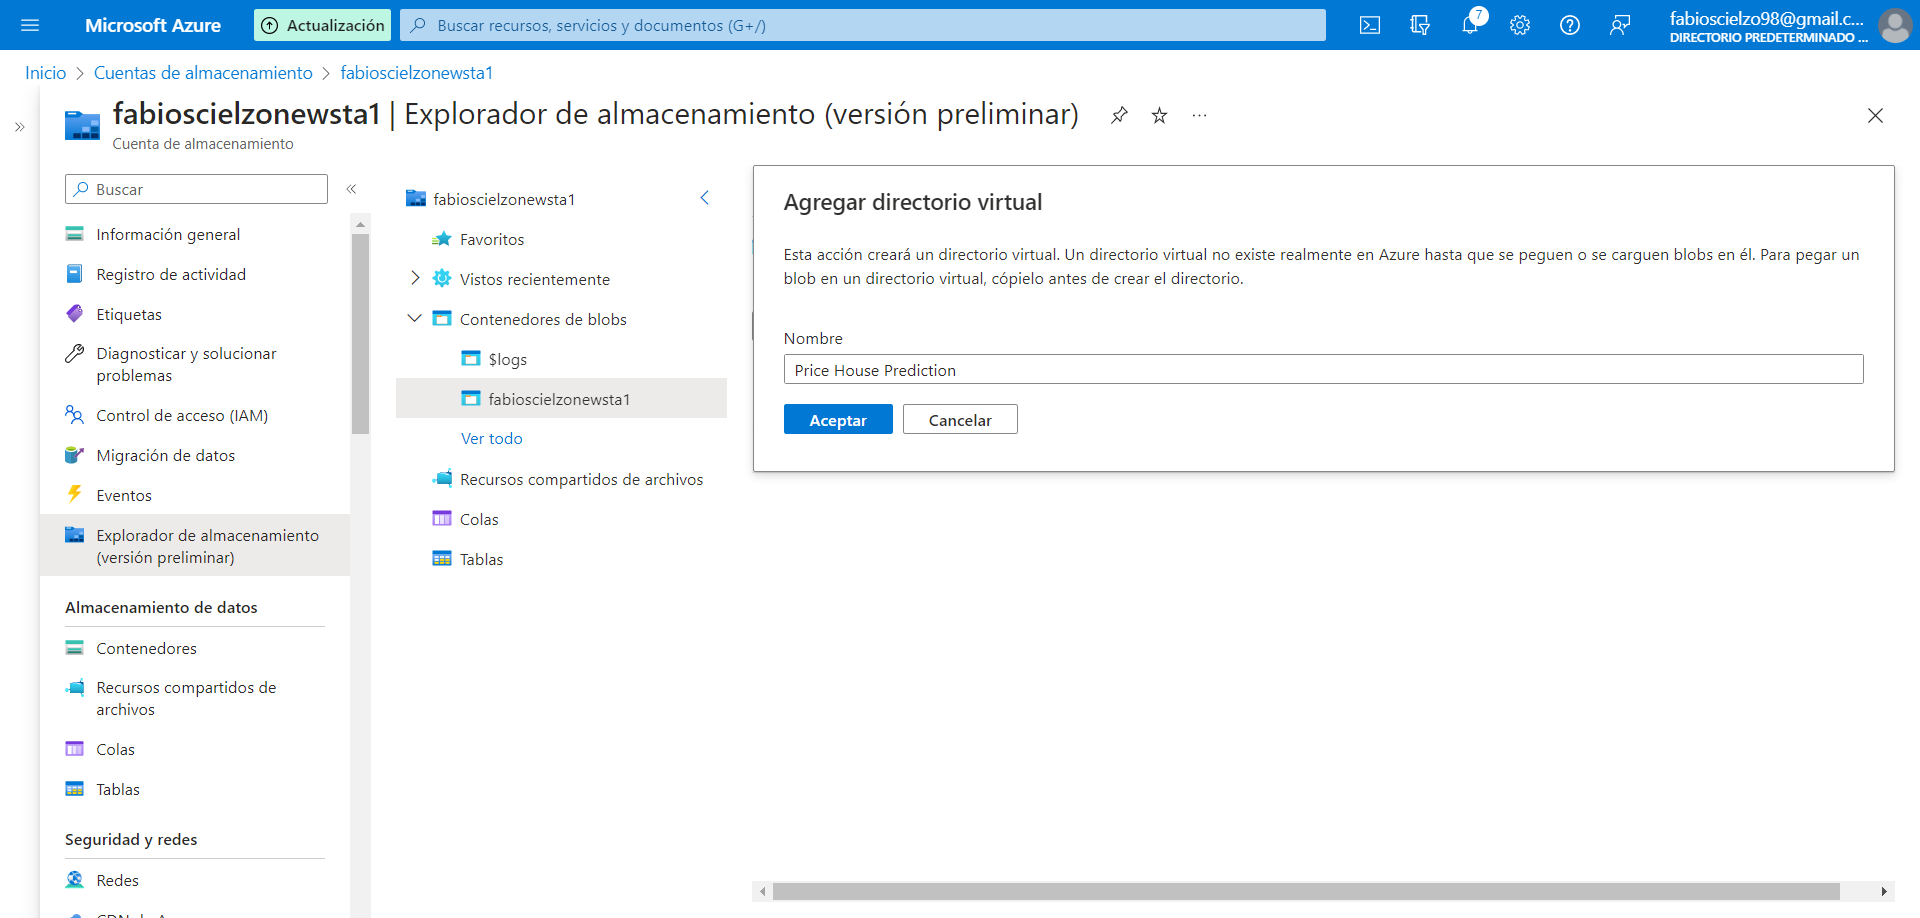 Microsoft Azure
Actualización
Buscar recursos, servicios y documentos (G+/)
7
fabioscielzo98@gmail.c...
DIRECTORIO PREDETERMINADO ...
Inicio > Cuentas de almacenamiento > fabioscielzonewsta1
fabioscielzonewsta1 | Explorador de almacenamiento (versión preliminar)
Cuenta de almacenamiento
Buscar
Información general
Registro de actividad
Etiquetas
Diagnosticar y solucionar
problemas
Control de acceso (IAM)
Migración de datos
Eventos
Explorador de almacenamiento
(versión preliminar)
Almacenamiento de datos
Contenedores
Recursos compartidos de
archivos
Colas
Tablas
Seguridad y redes
Redes
fabioscielzonewsta1
Favoritos
Vistos recientemente
Contenedores de blobs
$logs
fabioscielzonewsta1
Ver todo
Recursos compartidos de archivos
Colas
Tablas
Agregar directorio virtual
Esta acción creará un directorio virtual. Un directorio virtual no existe realmente en Azure hasta que se peguen o se carguen blobs en él. Para pegar un
blob en un directorio virtual, cópielo antes de crear el directorio.
Nombre
Price House Prediction
Aceptar
Cancelar